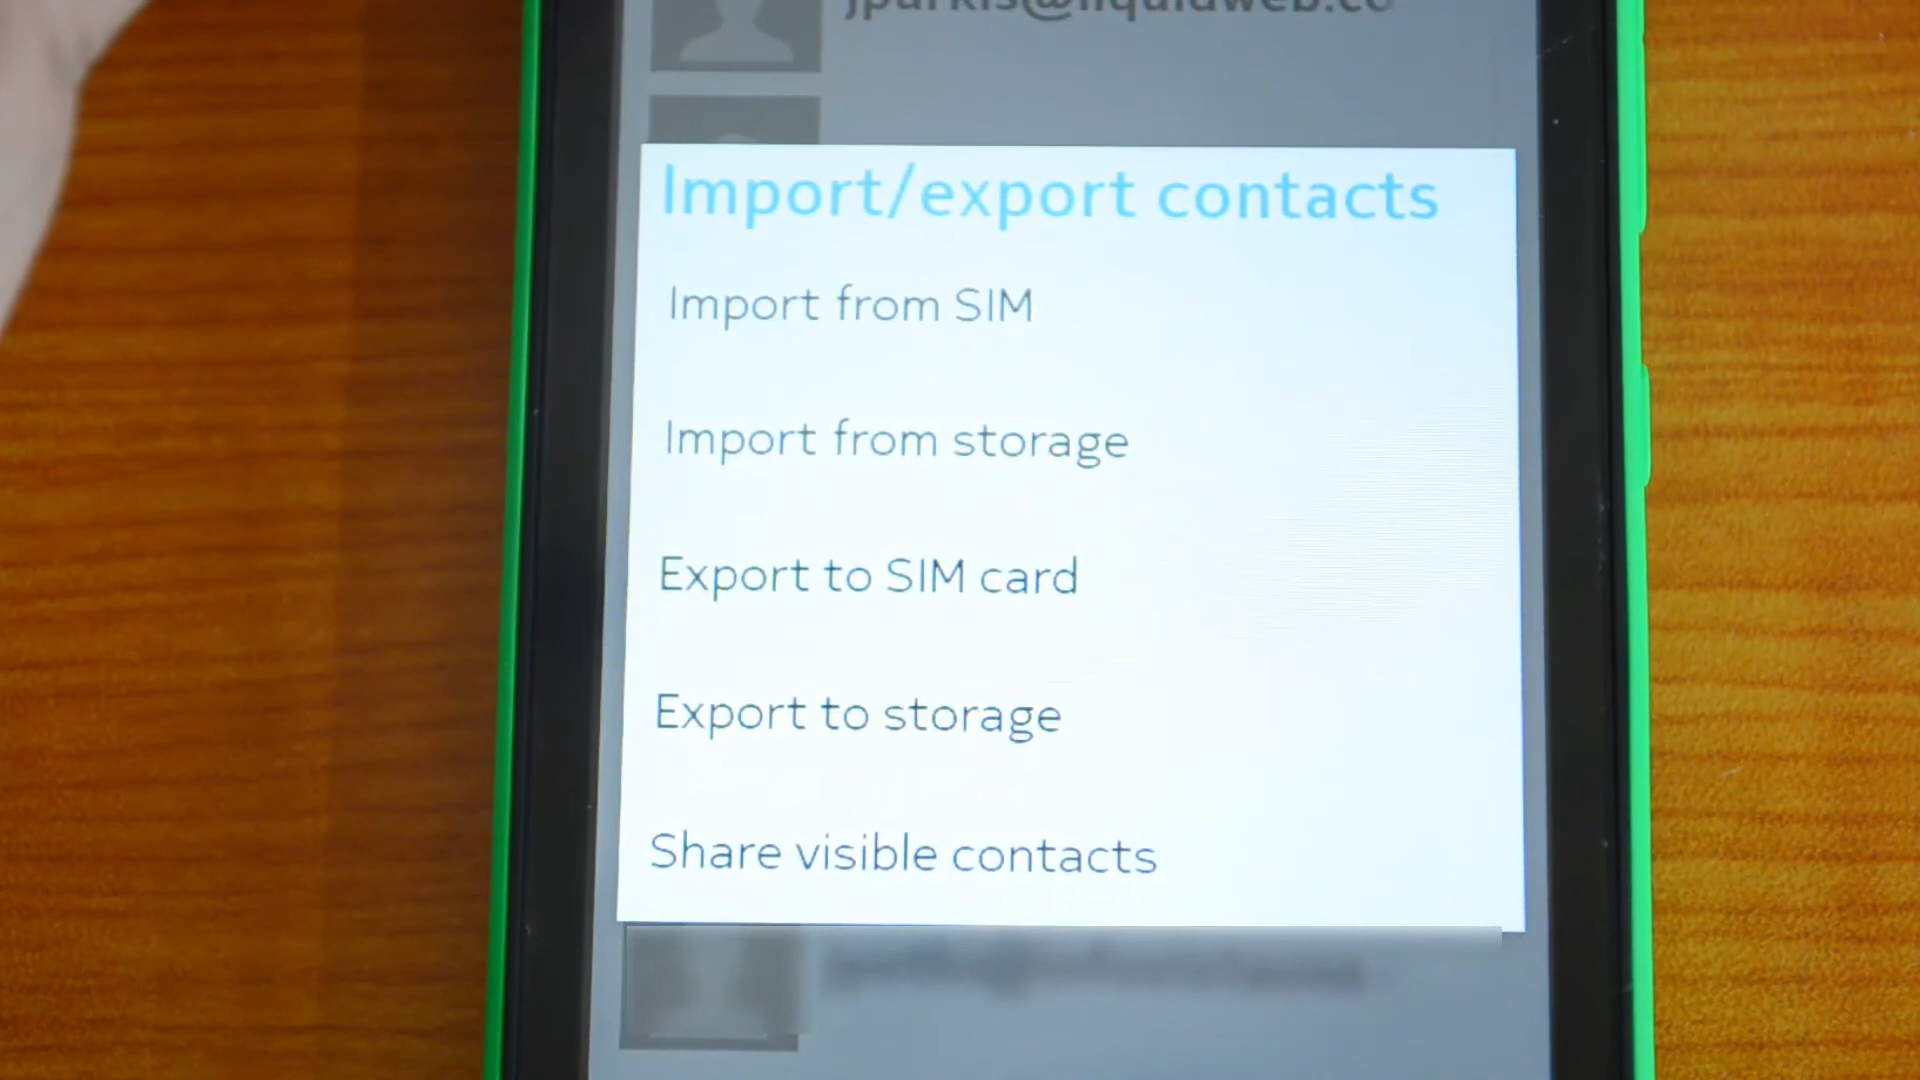 Import/export contacts
Import from SIM
Import from storage
Export to SIM card
Export to storage
Share visible contacts